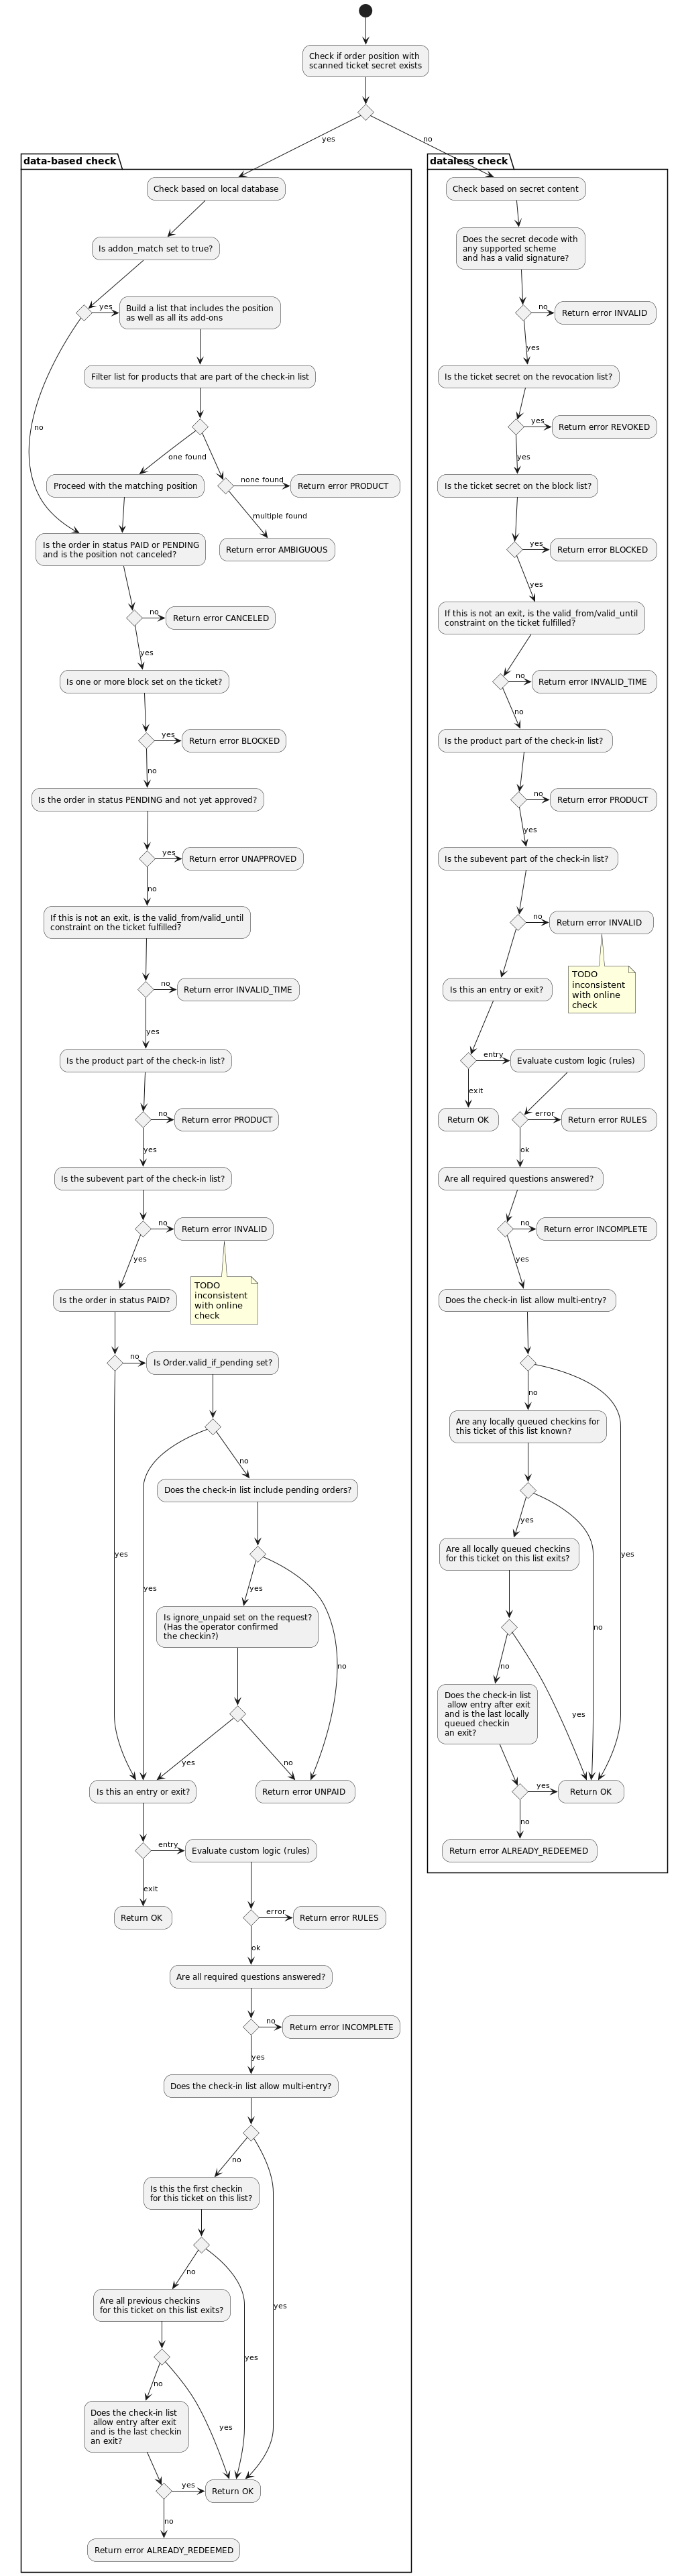 Check if order position with
scanned ticket secret exists
yes
no
data-based check
Check based on local database
Is addon_match set to true?
yes
Build a list that includes the position
as well as all its add-ons
Filter list for products that are part of the check-in list
no
one found
none found
Return error PRODUCT
Proceed with the matching position
multiple found
Return error AMBIGUOUS
Is the order in status PAID or PENDING
and is the position not canceled?
no
Return error CANCELED
yes
Is one or more block set on the ticket?
yes
Return error BLOCKED
no
Is the order in status PENDING and not yet approved?
yes
Return error UNAPPROVED
no
If this is not an exit, is the valid_from/valid_until
constraint on the ticket fulfilled?
no
Return error INVALID_TIME
yes
Is the product part of the check-in list?
no
Return error PRODUCT
yes
Is the subevent part of the check-in list?
no
Return error INVALID
yes
TODO
inconsistent
with online
check
Is the order in status PAID?
no
Is Order.valid_if_pending set?
no
Does the check-in list include pending orders?
yes
yes
yes
Is ignore_unpaid set on the request?
(Has the operator confirmed
the checkin?)
no
yes
no
Is this an entry or exit?
Return error UNPAID
entry
Evaluate custom logic (rules)
exit
Return OK
error
Return error RULES
ok
Are all required questions answered?
no
Return error INCOMPLETE
yes
Does the check-in list allow multi-entry?
no
Is this the first checkin
for this ticket on this list?
no
yes
Are all previous checkins
for this ticket on this list exits?
yes
no
Does the check-in list
allow entry after exit
and is the last checkin
an exit?
yes
yes
Return OK
no
Return error ALREADY_REDEEMED
dataless check
Check based on secret content
Does the secret decode with
any supported scheme
and has a valid signature?
no
Return error INVALID
yes
Is the ticket secret on the revocation list?
yes
Return error REVOKED
yes
Is the ticket secret on the block list?
yes
Return error BLOCKED
yes
If this is not an exit, is the valid_from/valid_until
constraint on the ticket fulfilled?
no
Return error INVALID_TIME
no
Is the product part of the check-in list?
no
Return error PRODUCT
yes
Is the subevent part of the check-in list?
no
Return error INVALID
TODO
inconsistent
with online
check
Is this an entry or exit?
entry
Evaluate custom logic (rules)
exit
Return OK
error
Return error RULES
ok
Are all required questions answered?
no
Return error INCOMPLETE
yes
Does the check-in list allow multi-entry?
no
Are any locally queued checkins for
this ticket of this list known?
yes
Are all locally queued checkins
for this ticket on this list exits?
yes
no
no
Does the check-in list
allow entry after exit
and is the last locally
queued checkin
an exit?
yes
yes
Return OK
no
Return error ALREADY_REDEEMED